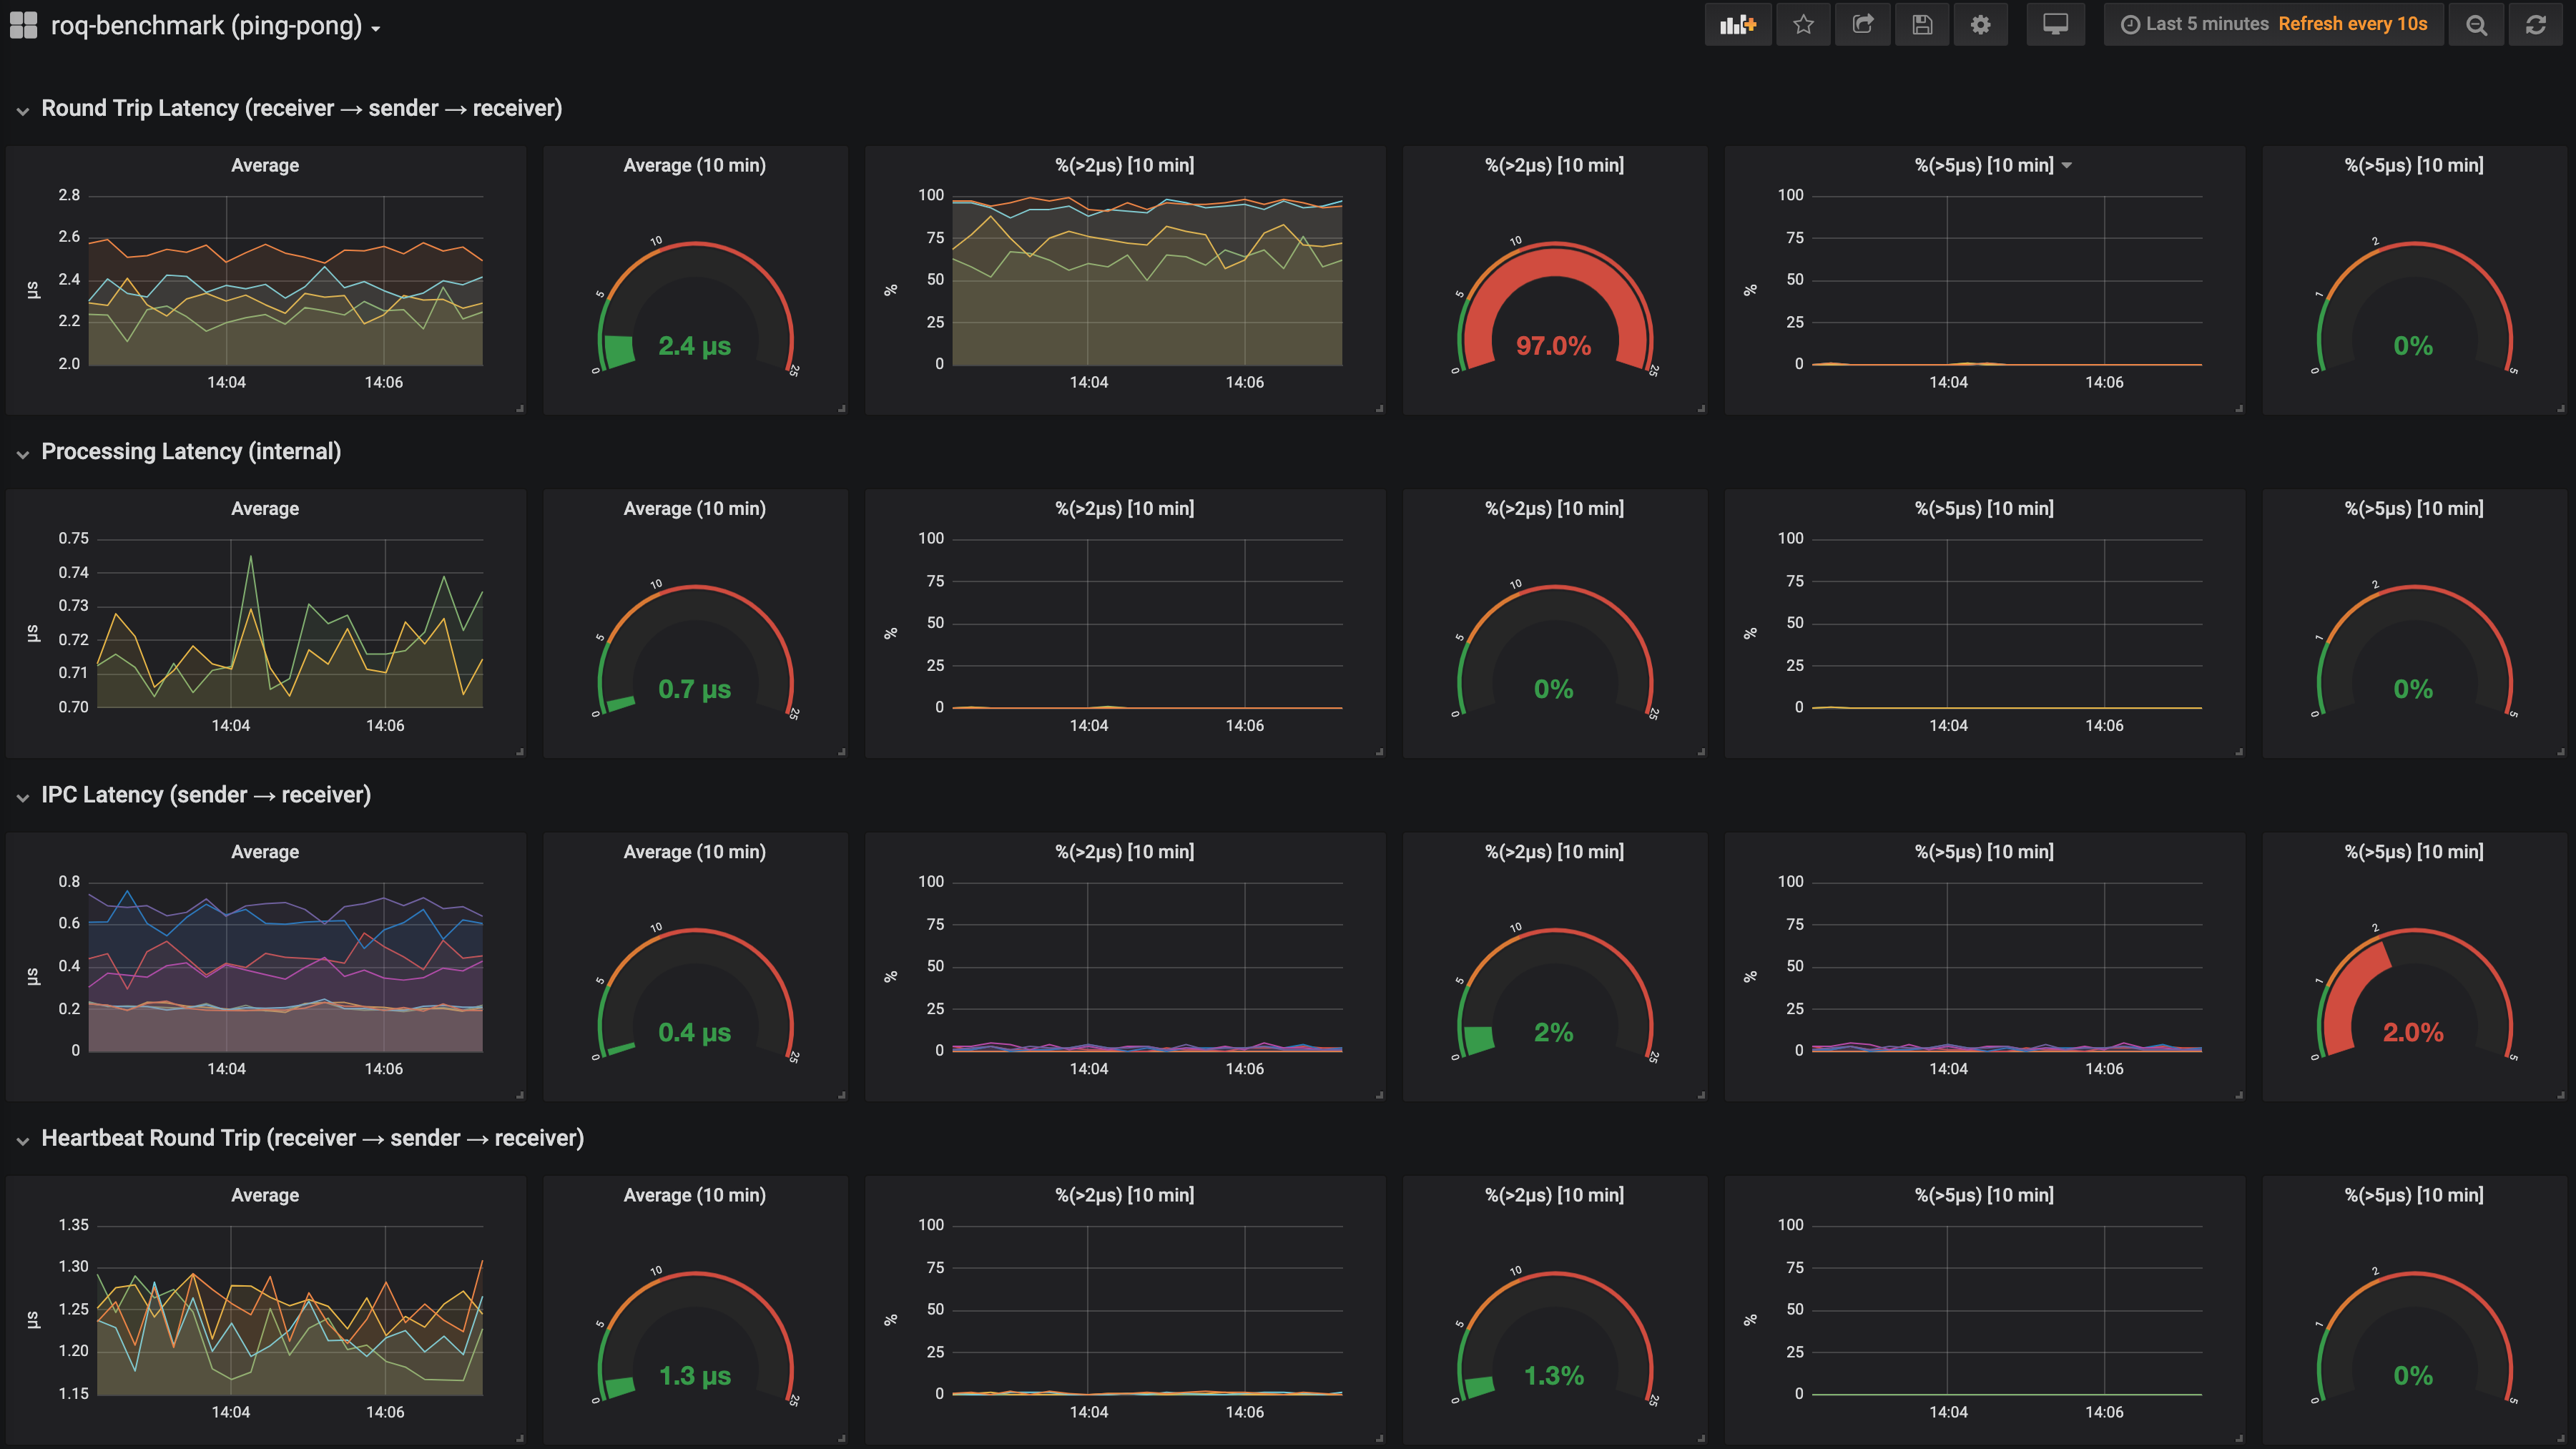 roq-benchmark (ping-pong)
Last 5 minutes Refresh every 10s
Round Trip Latency (receiver → sender → receiver)
Average
µs
2.8
2.6
2.4
2.2
2.0
14:04 14:06
Average (10 min)
0 5 10 25
2.4 µs
%(>2µs) [10 min]
%
100
75
50
25
0
14:04 14:06
%(>2µs) [10 min]
0 5 10 25
97.0%
%(>5µs) [10 min]
%
100
75
50
25
0
14:04 14:06
%(>5µs) [10 min]
0 1 2 5
0%
Processing Latency (internal)
Average
µs
0.75
0.74
0.73
0.72
0.71
0.70
14:04 14:06
Average (10 min)
0 5 10 25
0.7 µs
%(>2µs) [10 min]
%
100
75
50
25
0
14:04 14:06
%(>2µs) [10 min]
0 5 10 25
0%
%(>5µs) [10 min]
%
100
75
50
25
0
14:04 14:06
%(>5µs) [10 min]
0 1 2 5
0%
IPC Latency (sender → receiver)
Average
µs
0.8
0.6
0.4
0.2
0
14:04 14:06
Average (10 min)
0 5 10 25
0.4 µs
%(>2µs) [10 min]
%
100
75
50
25
0
14:04 14:06
%(>2µs) [10 min]
0 5 10 25
2%
%(>5µs) [10 min]
%
100
75
50
25
0
14:04 14:06
%(>5µs) [10 min]
0 1 2 5
2.0%
Heartbeat Round Trip (receiver → sender → receiver)
Average
µs
1.35
1.30
1.25
1.20
1.15
14:04 14:06
Average (10 min)
0 5 10 25
1.3 µs
%(>2µs) [10 min]
%
100
75
50
25
0
14:04 14:06
%(>2µs) [10 min]
0 5 10 25
1.3%
%(>5µs) [10 min]
%
100
75
50
25
0
14:04 14:06
%(>5µs) [10 min]
0 1 2 5
0%